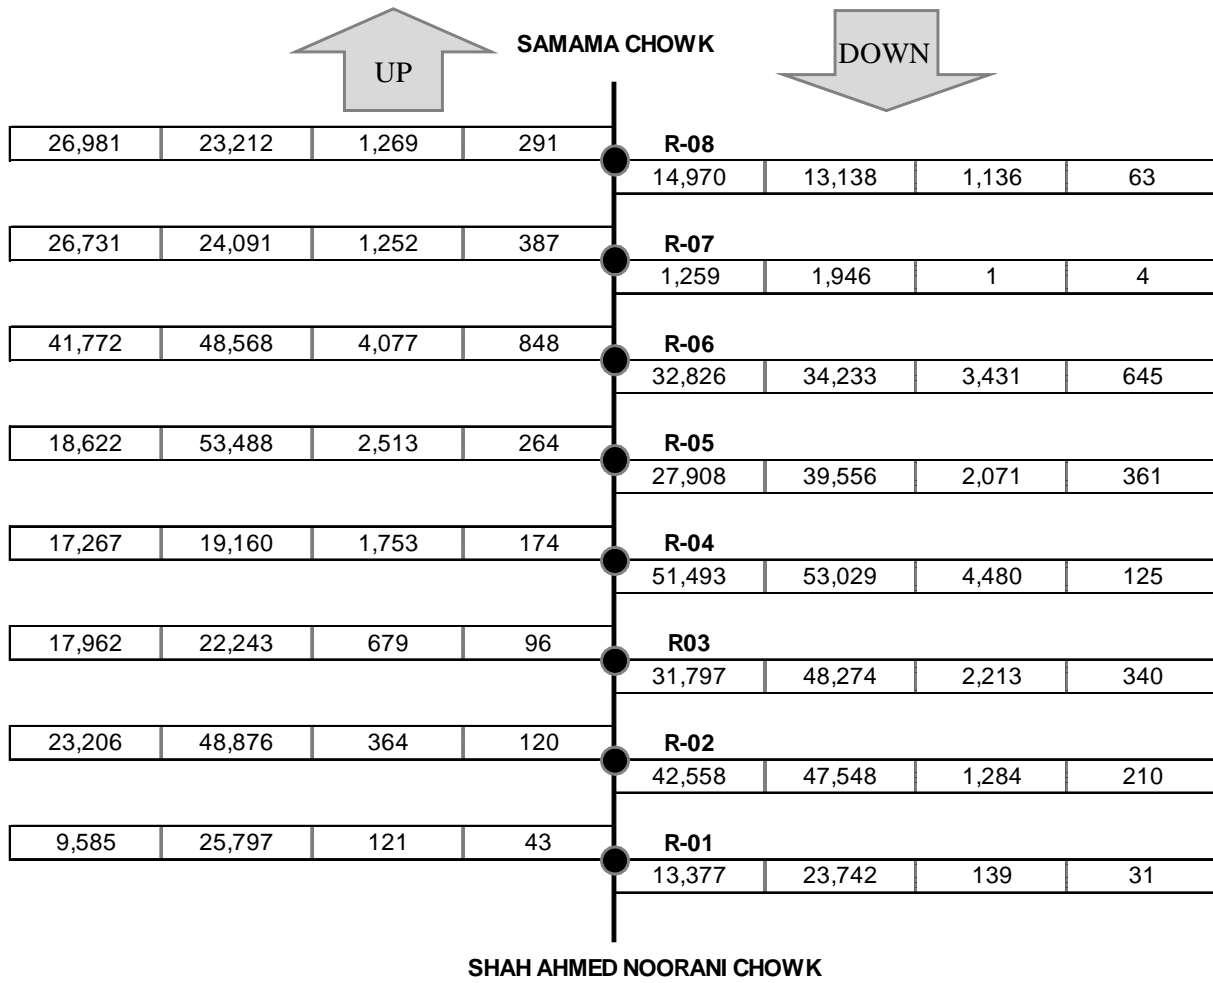 SAMAMA CHOWK
UP
DOWN
26,981 23,212 1,269 291
R-08
14,970 13,138 1,136 63
26,731 24,091 1,252 387
R-07
1,259 1,946 1 4
41,772 48,568 4,077 848
R-06
32,826 34,233 3,431 645
18,622 53,488 2,513 264
R-05
27,908 39,556 2,071 361
17,267 19,160 1,753 174
R-04
51,493 53,029 4,480 125
17,962 22,243 679 96
R03
31,797 48,274 2,213 340
23,206 48,876 364 120
R-02
42,558 47,548 1,284 210
9,585 25,797 121 43
R-01
13,377 23,742 139 31
SHAH AHMED NOORANI CHOWK